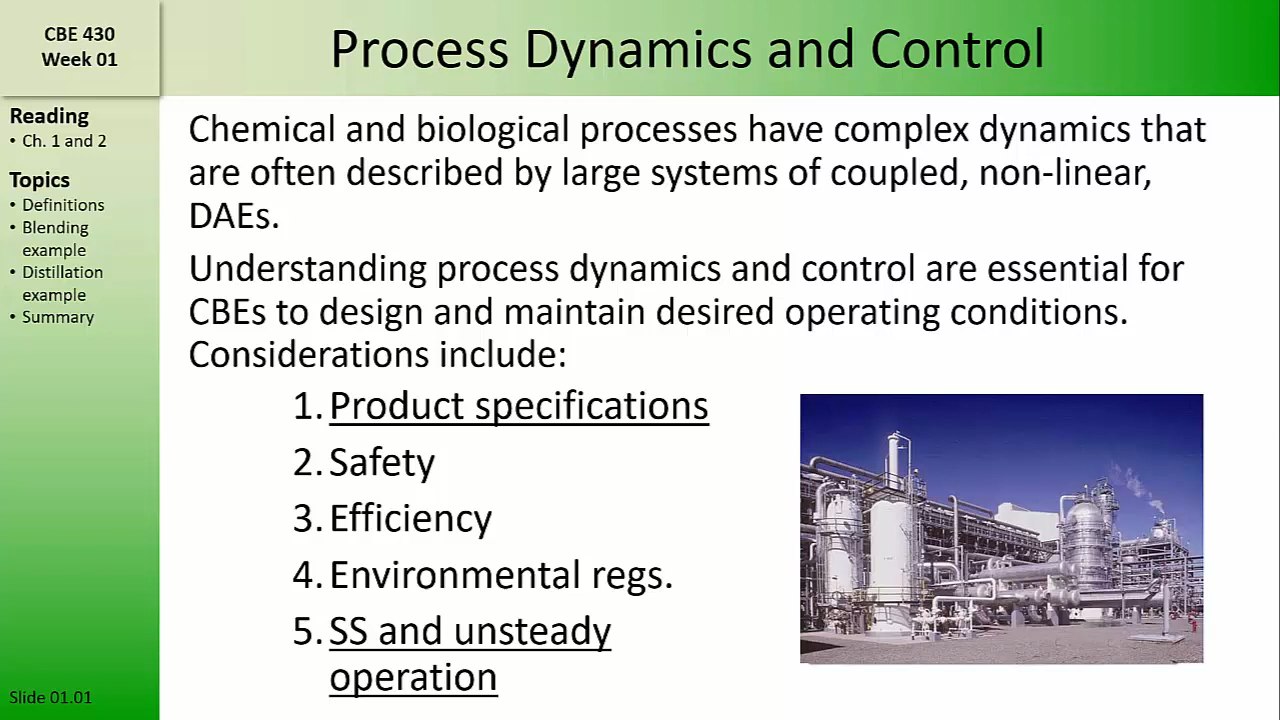 CBE 430
Week 01
Process Dynamics and Control
Reading
• Ch. 1 and 2
Topics
• Definitions
• Blending
example
• Distillation
example
• Summary
Slide 01.01
Chemical and biological processes have complex dynamics that
are often described by large systems of coupled, non-linear,
DAEs.
Understanding process dynamics and control are essential for
CBEs to design and maintain desired operating conditions.
Considerations include:
1. Product specifications
2. Safety
3. Efficiency
4. Environmental regs.
5. SS and unsteady
operation